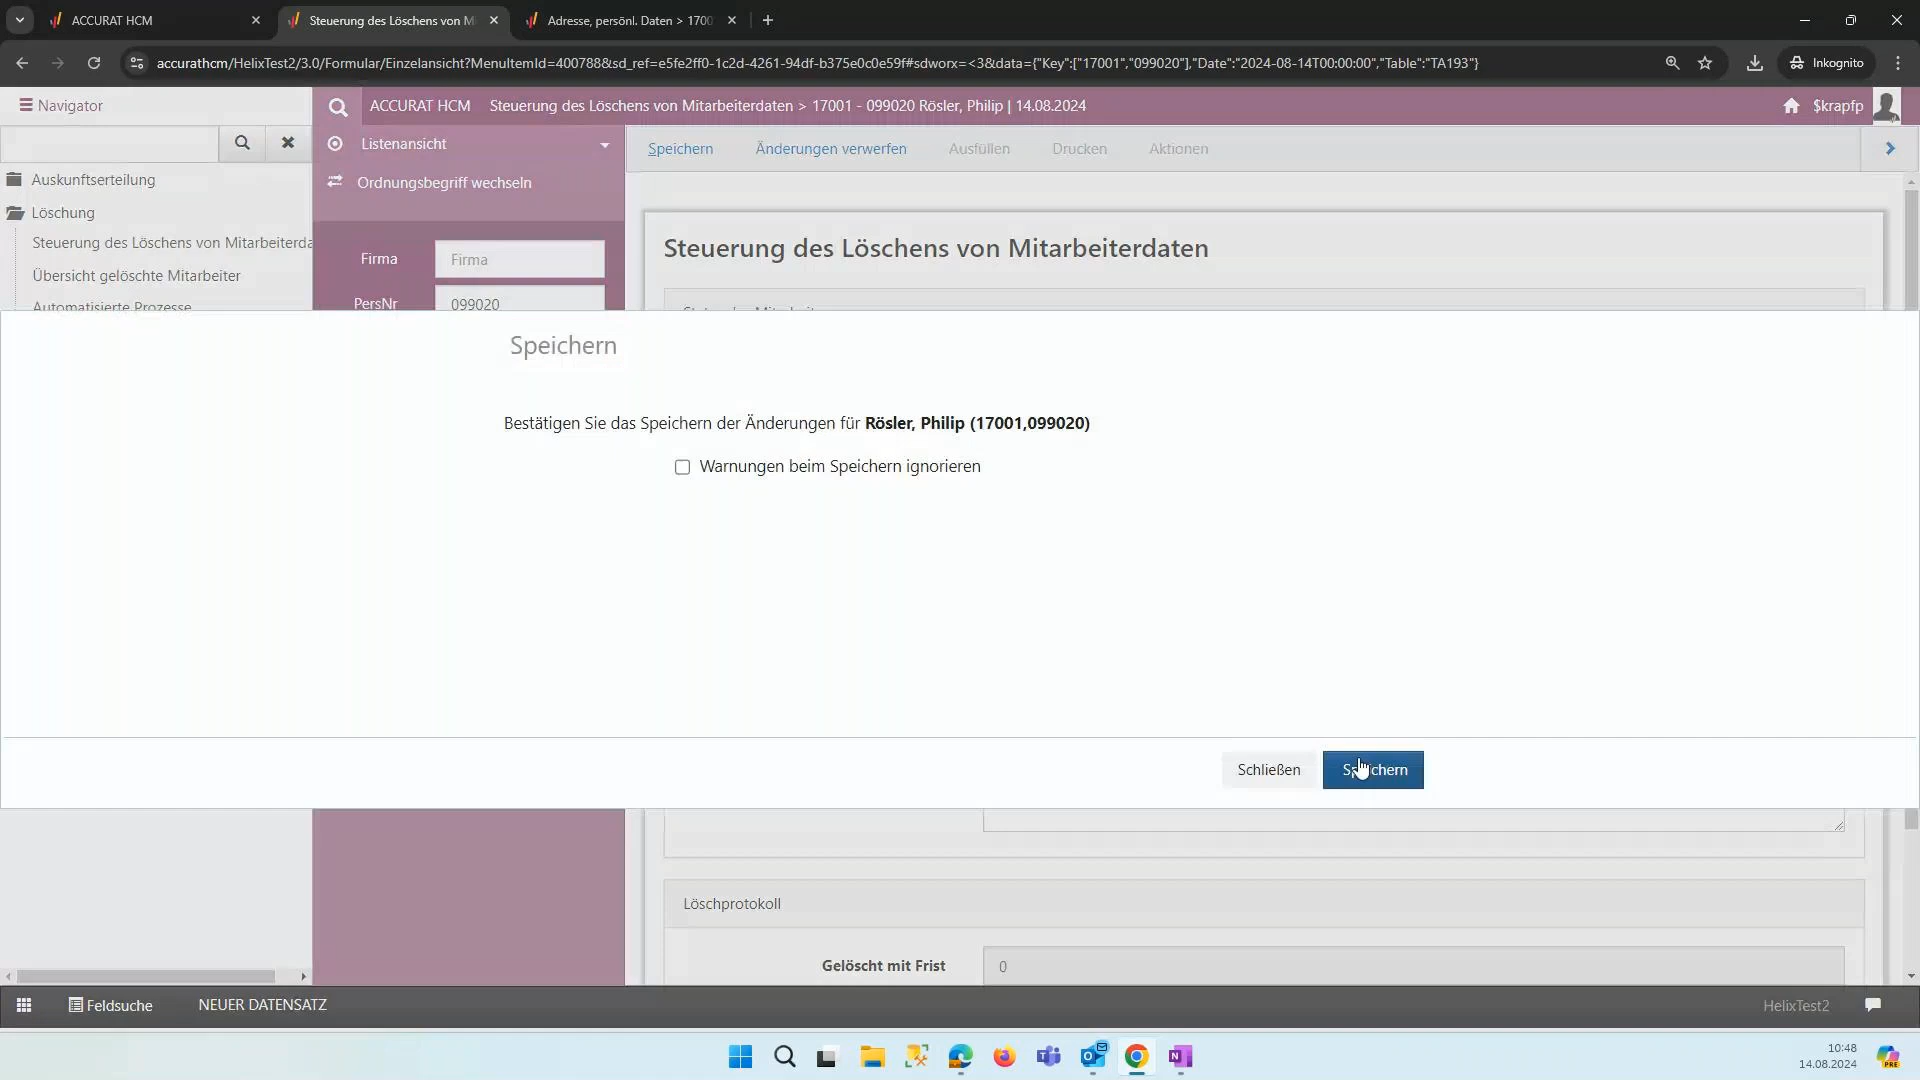 ACCURAT HCM
Steuerung des Löschens von M
Adresse, persönl. Daten > 1700
accurathcm/HelixTest2/3.0/Formular/Einzelansicht?MenuItemId=400788&sd_ref=e5fe2ff0-1c2d-4261-94df-b375e0c0e59f#sdworx=<3&data={"Key":["17001","099020"],"Date":"2024-08-14T00:00:00","Table":"TA193"}
Inkognito
Navigator
ACCURAT HCM
Steuerung des Löschens von Mitarbeiterdaten > 17001 - 099020 Rösler, Philip | 14.08.2024
$krapfp
Listenansicht
Speichern
Änderungen verwerfen
Ausfüllen
Drucken
Aktionen
Auskunftserteilung
Ordnungsbegriff wechseln
Löschung
Steuerung des Löschens von Mitarbeiterda
Firma
Firma
Steuerung des Löschens von Mitarbeiterdaten
Übersicht gelöschte Mitarbeiter
Automatisierte Prozesse
PersNr
099020
Speichern
Bestätigen Sie das Speichern der Änderungen für Rösler, Philip (17001,099020)
Warnungen beim Speichern ignorieren
Schließen
Speichern
Löschprotokoll
Gelöscht mit Frist
0
Feldsuche
NEUER DATENSATZ
HelixTest2
10:48
14.08.2024